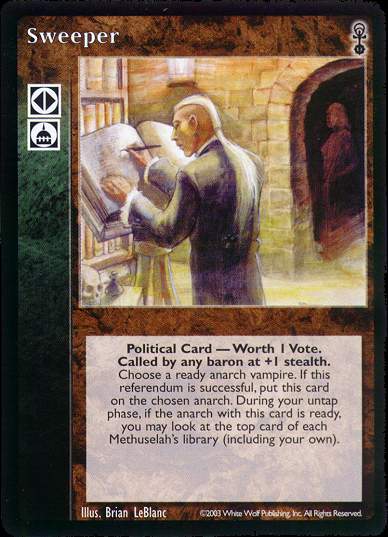 Sweeper
Political Card — Worth 1 Vote.
Called by any baron at +1 stealth.
Choose a ready anarch vampire. If this
referendum is successful, put this card
on the chosen anarch. During your untap
phase, if the anarch with this card is ready,
you may look at the top card of each
Methuselah's library (including your own).
Illus. Brian LeBlanc
©2003 White Wolf Publishing, Inc. All Rights Reserved.